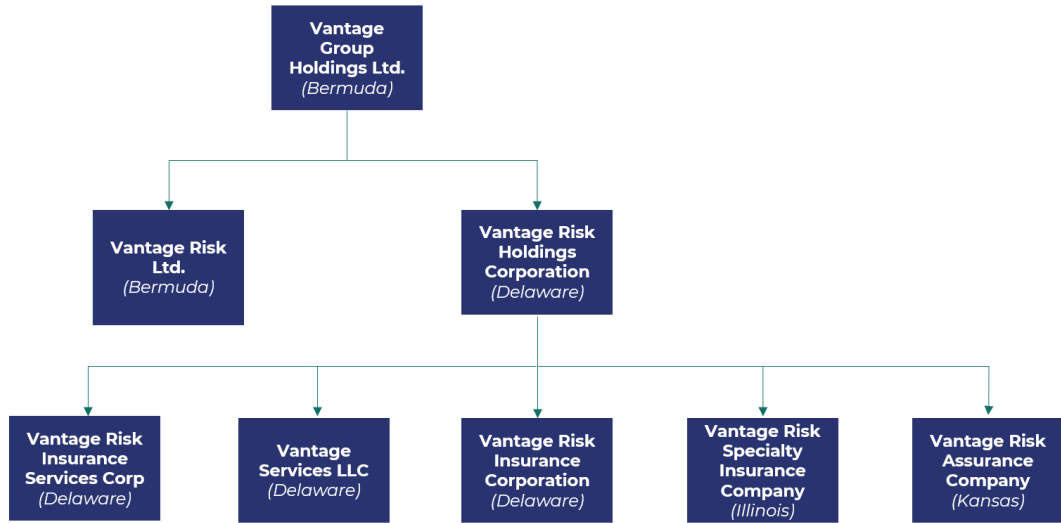 Vantage
Group
Holdings Ltd.
(Bermuda)
Vantage Risk
Ltd.
(Bermuda)
Vantage Risk
Holdings
Corporation
(Delaware)
Vantage Risk
Insurance
Services Corp
(Delaware)
Vantage
Services LLC
(Delaware)
Vantage Risk
Insurance
Corporation
(Delaware)
Vantage Risk
Specialty
Insurance
Company
(Illinois)
Vantage Risk
Assurance
Company
(Kansas)